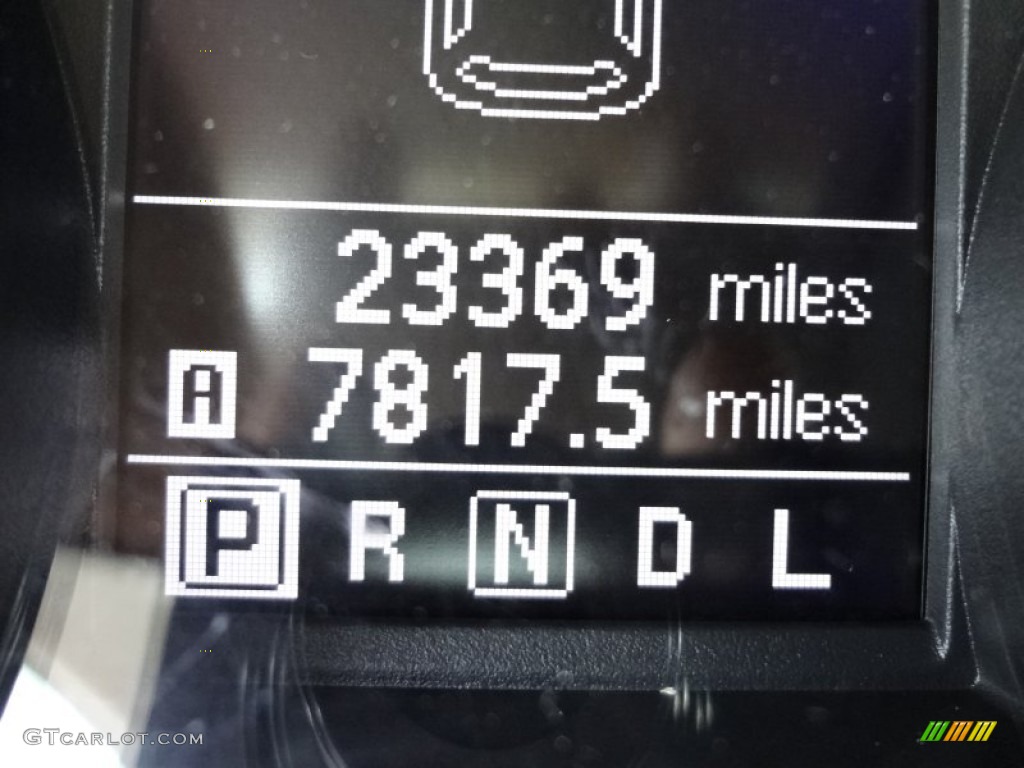 23369 miles
A 7817.5 miles
P R N D L
GTCARLOT.COM